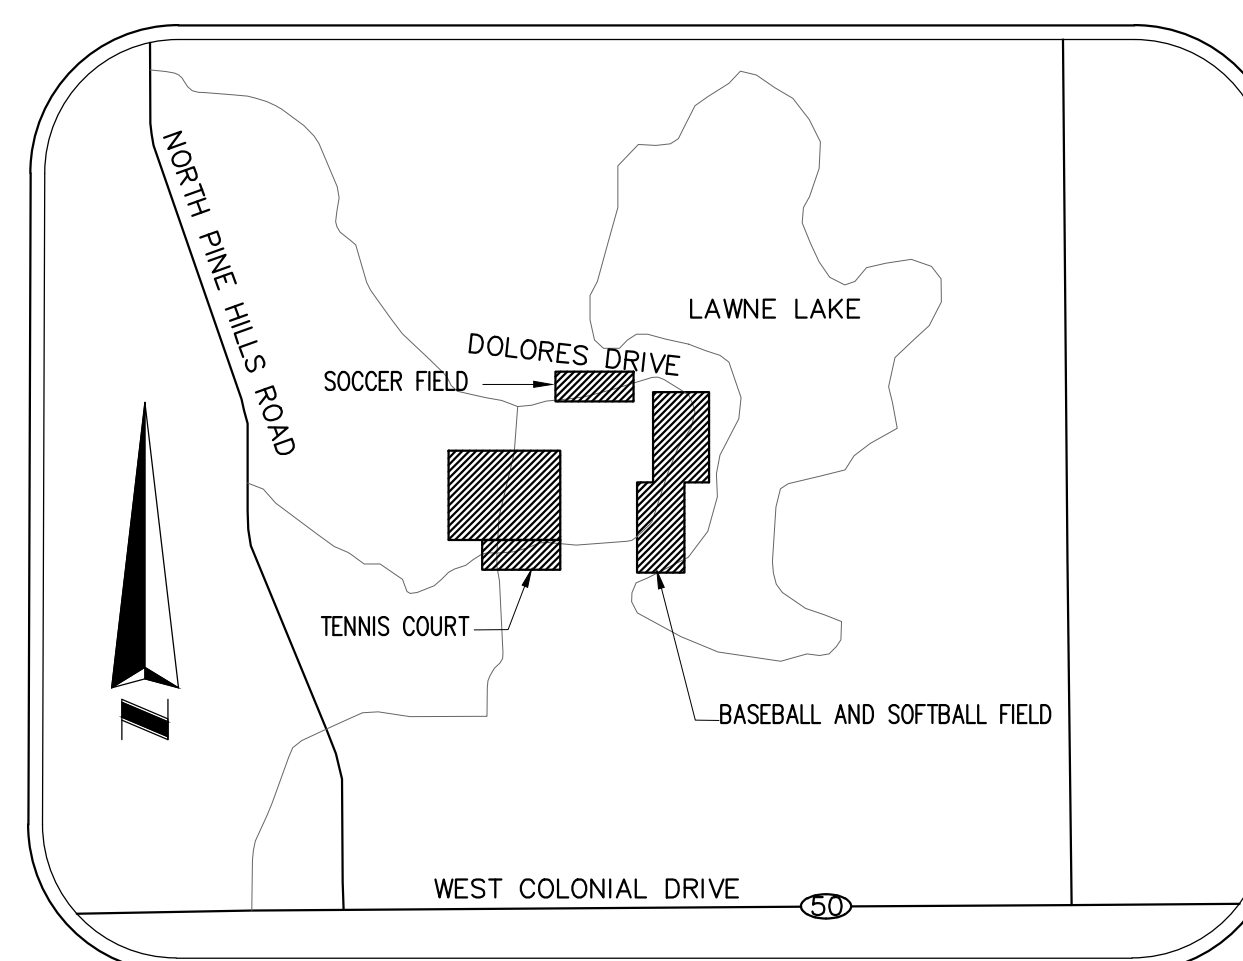 NORTH PINE HILLS ROAD
LAWNE LAKE
DOLORES DRIVE
SOCCER FIELD
TENNIS COURT
N
BASEBALL AND SOFTBALL FIELD
WEST COLONIAL DRIVE
50